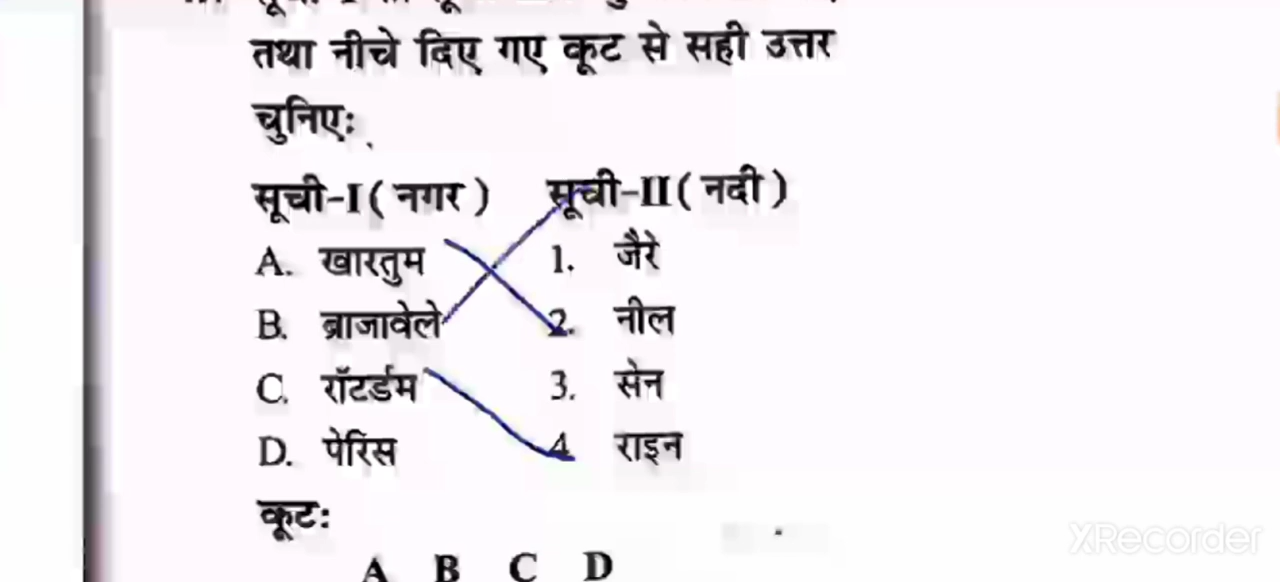 तथा नीचे दिए गए कूट से सही उत्तर
चुनिएः
सूची-I ( नगर ) सूची-II ( नदी )
A. खारतुम 1. जैरे
B. ब्राजावेले 2. नील
C. रॉटर्डम 3. सेन
D. पेरिस 4. राइन
कूटः
A B C D
XRecorder